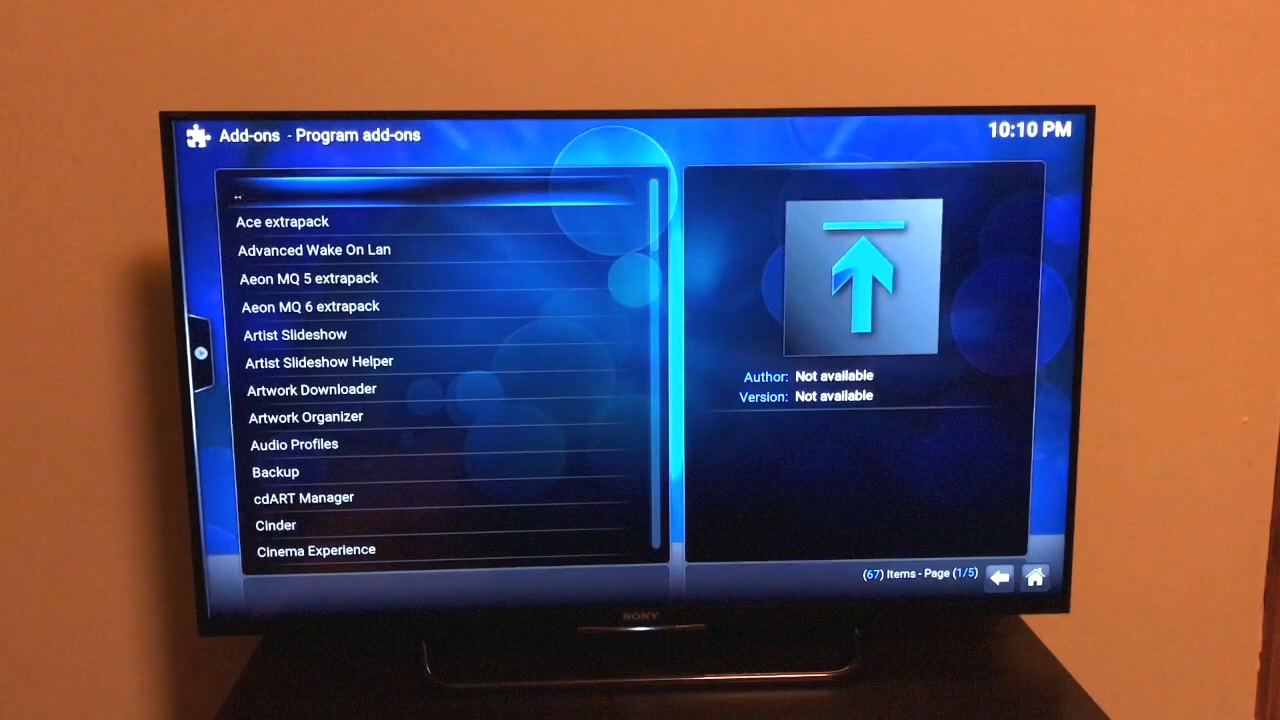 Add-ons - Program add-ons
10:10 PM
..
Ace extrapack
Advanced Wake On Lan
Aeon MQ 5 extrapack
Aeon MQ 6 extrapack
Artist Slideshow
Artist Slideshow Helper
Artwork Downloader
Artwork Organizer
Audio Profiles
Backup
cdART Manager
Cinder
Cinema Experience
Author: Not available
Version: Not available
(67) Items - Page (1/5)
SONY